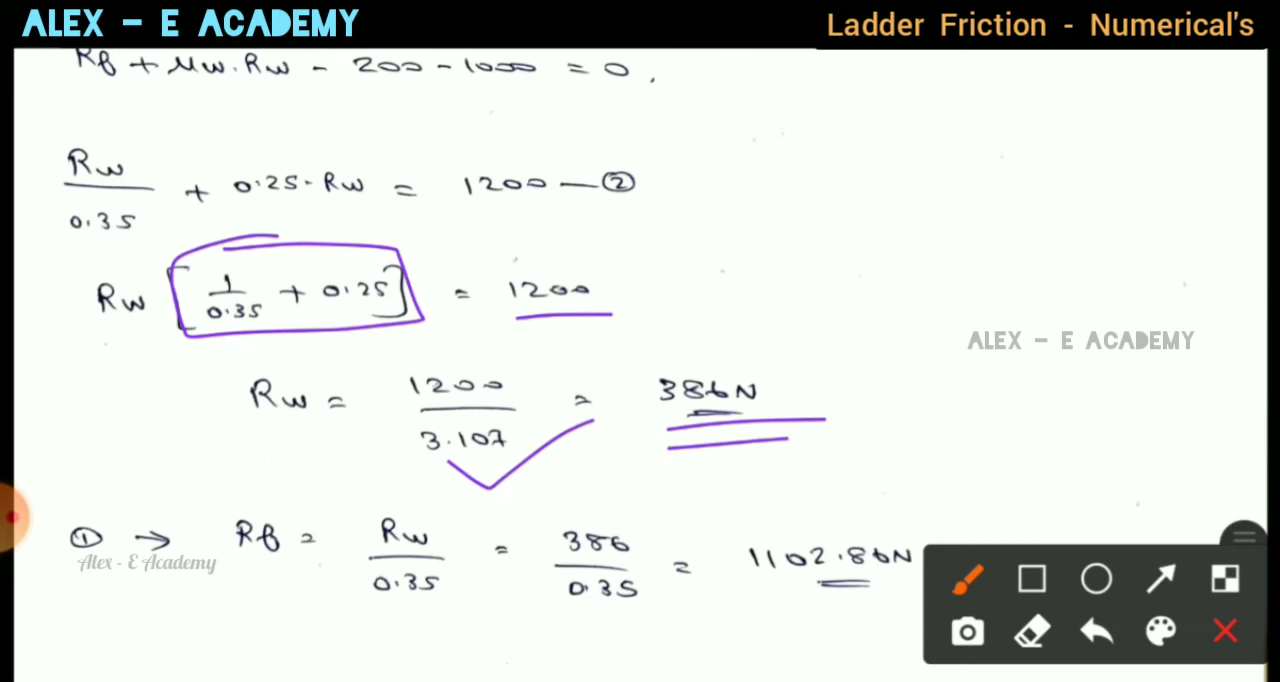 ALEX - E ACADEMY
Ladder Friction - Numerical's
Rf + μw.Rw - 200 - 1000 = 0.
Rw/0.35 + 0.25.Rw = 1200 — ②
Rw [1/0.35 + 0.25] = 1200
ALEX - E ACADEMY
Rw = 1200/3.107 = 386N
① → Rf = Rw/0.35 = 386/0.35 = 1102.86N
Alex - E Academy